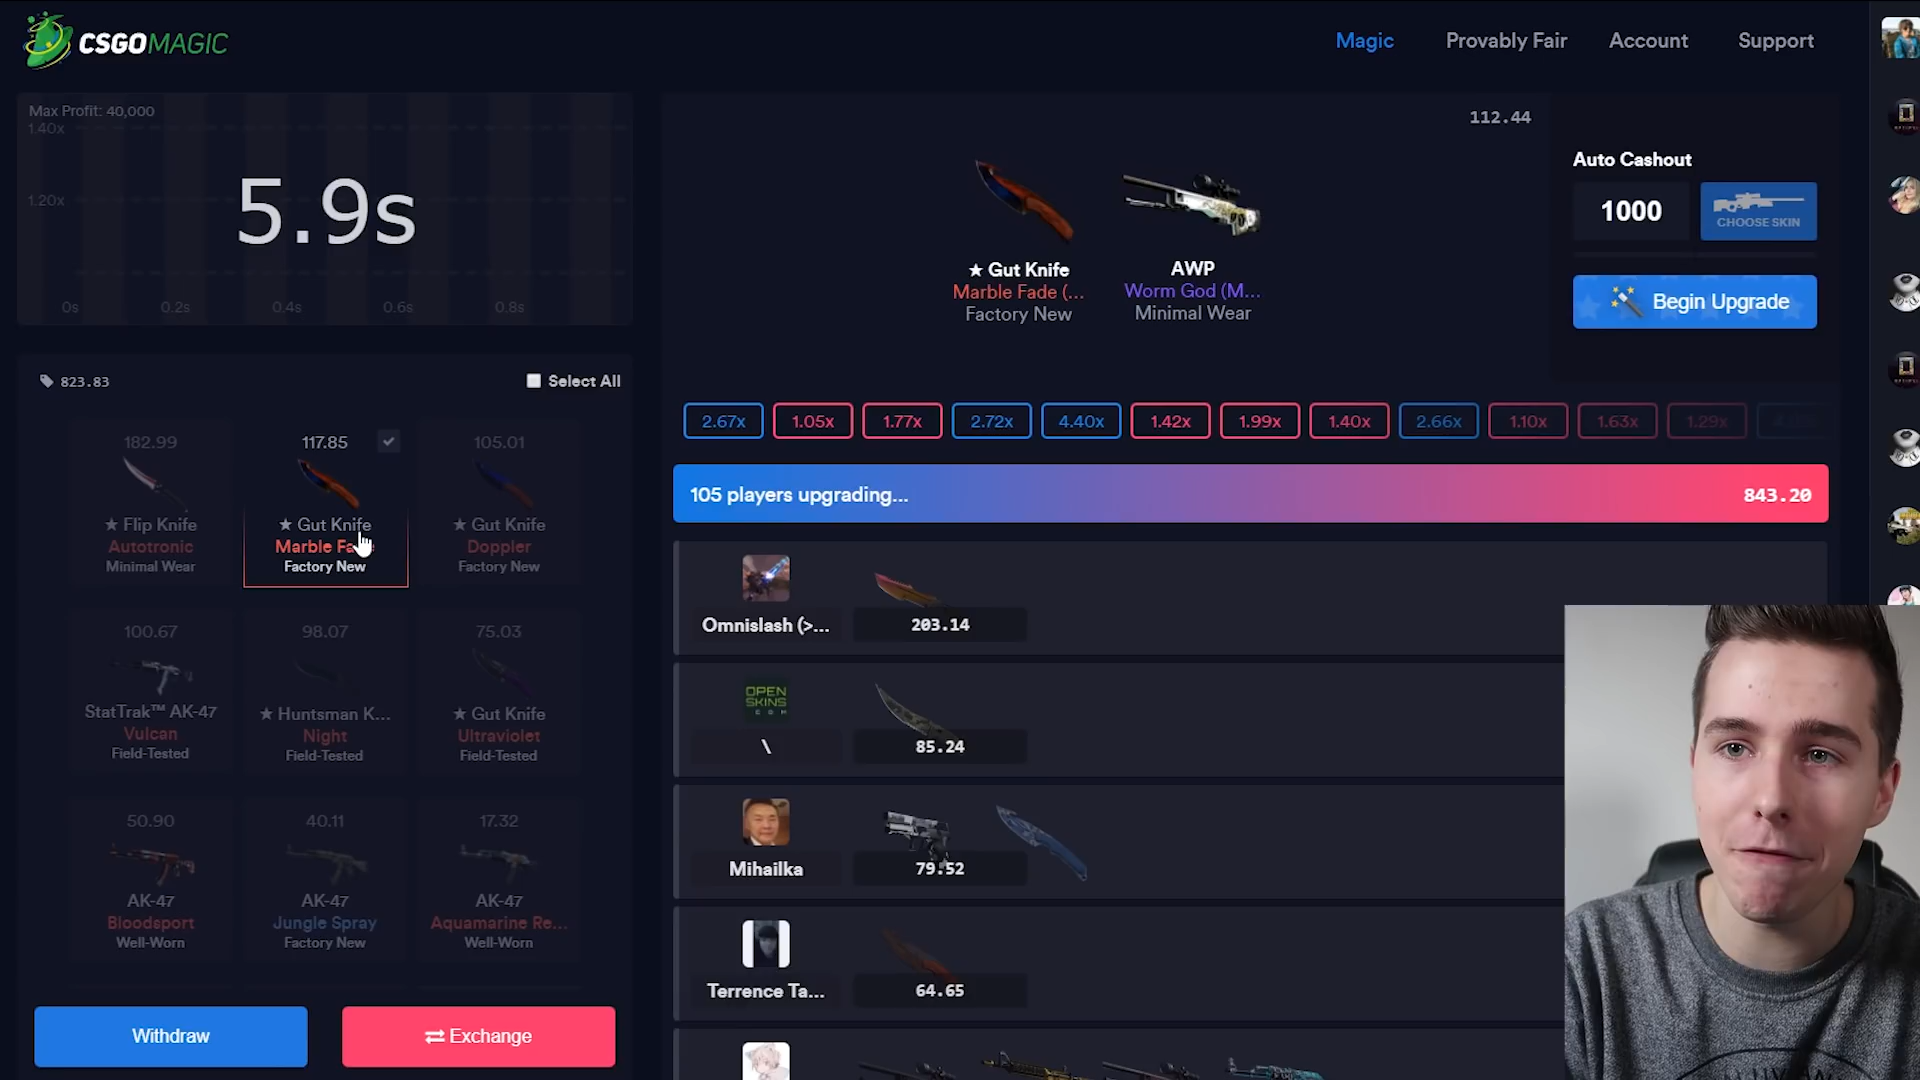 CSGOMAGIC
Magic
Provably Fair
Account
Support
Max Profit: 40,000
1.40x
1.20x
5.9s
0s
0.2s
0.4s
0.6s
0.8s
112.44
★ Gut Knife
Marble Fade (...
Factory New
AWP
Worm God (M...
Minimal Wear
Auto Cashout
1000
CHOOSE SKIN
Begin Upgrade
823.83
Select All
182.99
★ Flip Knife
Autotronic
Minimal Wear
117.85
★ Gut Knife
Marble Fa
Factory New
105.01
★ Gut Knife
Doppler
Factory New
100.67
StatTrak™ AK-47
Vulcan
Field-Tested
98.07
★ Huntsman K...
Night
Field-Tested
75.03
★ Gut Knife
Ultraviolet
Field-Tested
50.90
AK-47
Bloodsport
Well-Worn
40.11
AK-47
Jungle Spray
Factory New
17.32
AK-47
Aquamarine Re...
Well-Worn
Withdraw
Exchange
2.67x
1.05x
1.77x
2.72x
4.40x
1.42x
1.99x
1.40x
2.66x
1.10x
1.63x
1.29x
105 players upgrading...
843.20
Omnislash (>...
203.14
OPEN
SKINS
COM
\
85.24
Mihailka
79.52
Terrence Ta...
64.65